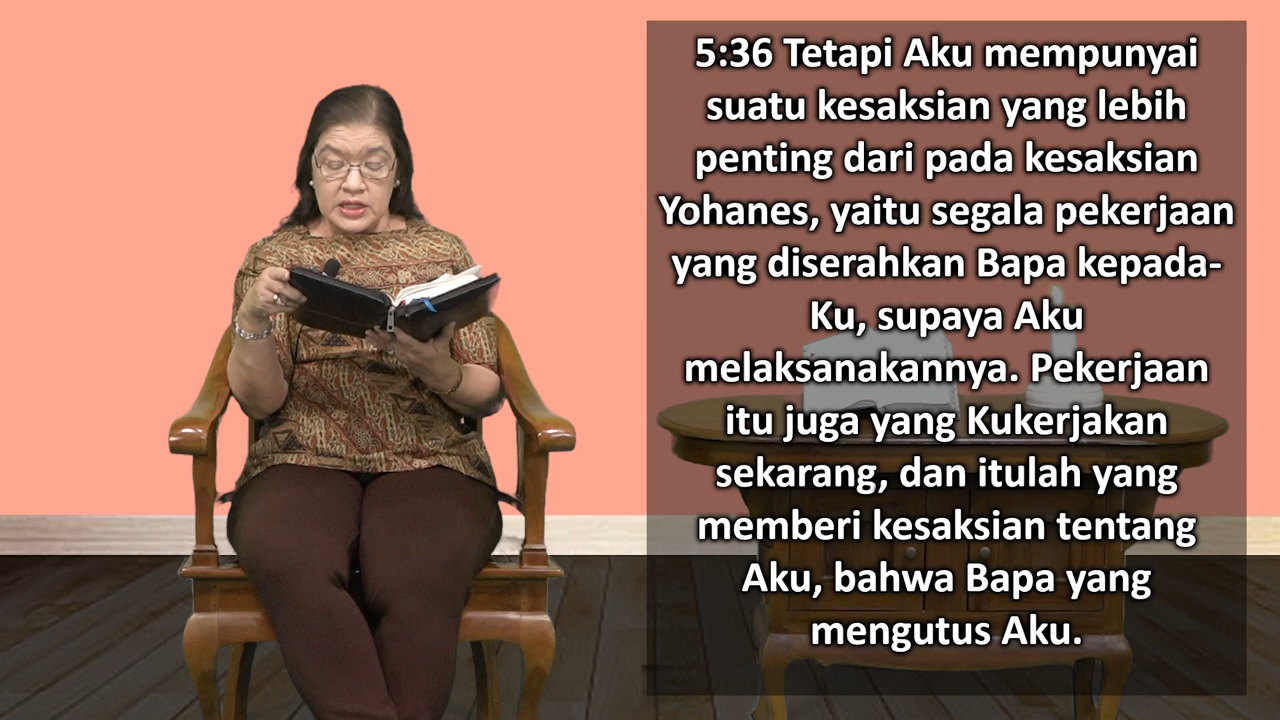 5:36 Tetapi Aku mempunyai
suatu kesaksian yang lebih
penting dari pada kesaksian
Yohanes, yaitu segala pekerjaan
yang diserahkan Bapa kepada-
Ku, supaya Aku
melaksanakannya. Pekerjaan
itu juga yang Kukerjakan
sekarang, dan itulah yang
memberi kesaksian tentang
Aku, bahwa Bapa yang
mengutus Aku.